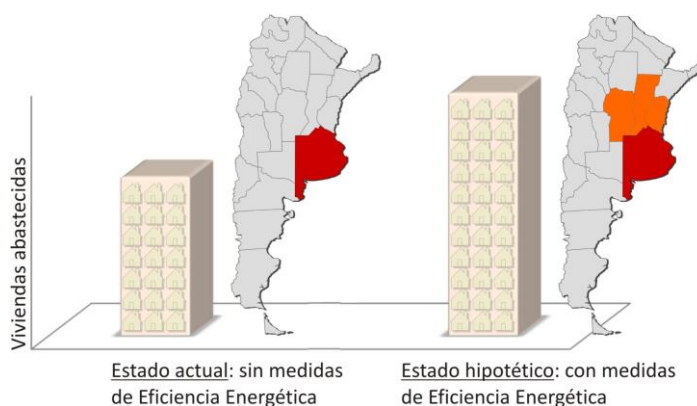 Viviendas abastecidas
Estado actual: sin medidas
de Eficiencia Energética
Estado hipotético: con medidas
de Eficiencia Energética